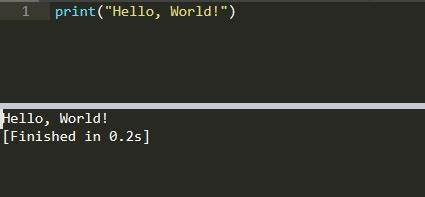 1 print("Hello, World!")
Hello, World!
[Finished in 0.2s]